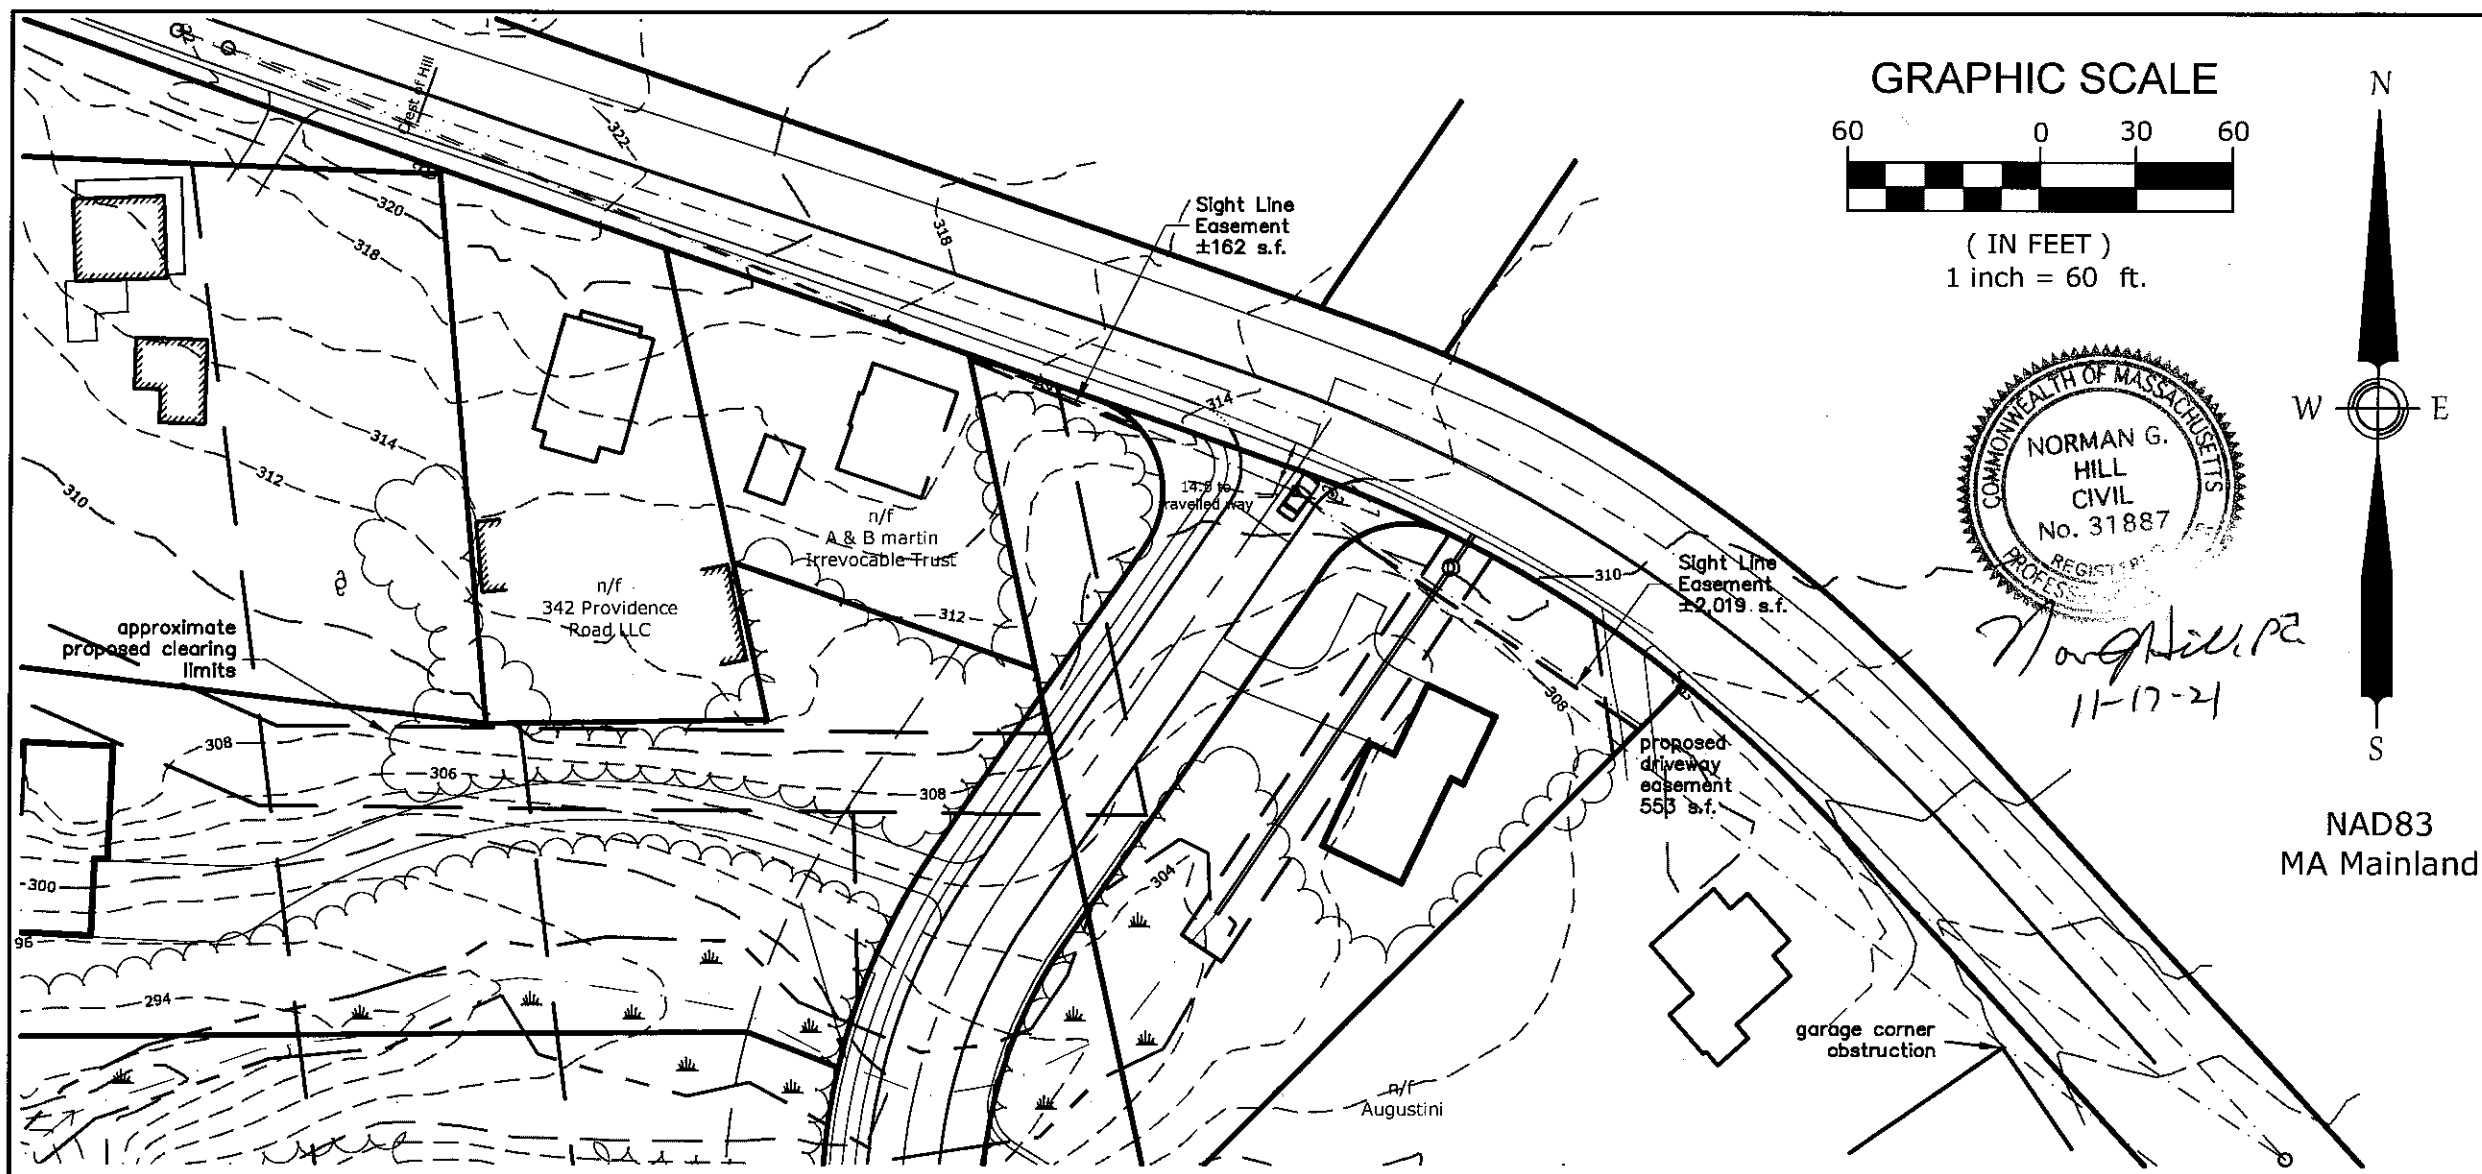 GRAPHIC SCALE
60 0 30 60
( IN FEET )
1 inch = 60 ft.
N
W E
S
NAD83
MA Mainland
COMMONWEALTH OF MASSACHUSETTS
NORMAN G.
HILL
CIVIL
No. 31887
11-17-21
Crest of Hill
322
320
318
318
Sight Line
Easement
±162 s.f.
314
314
312
310
14.5 to
travelled way
n/f
A & B martin
Irrevocable Trust
n/f
342 Providence
Road LLC
312
approximate
proposed clearing
limits
310
Sight Line
Easement
±2,019 s.f.
308
proposed
driveway
easement
553 s.f.
308
306
308
304
-300
96
294
garage corner
obstruction
n/f
Augustini